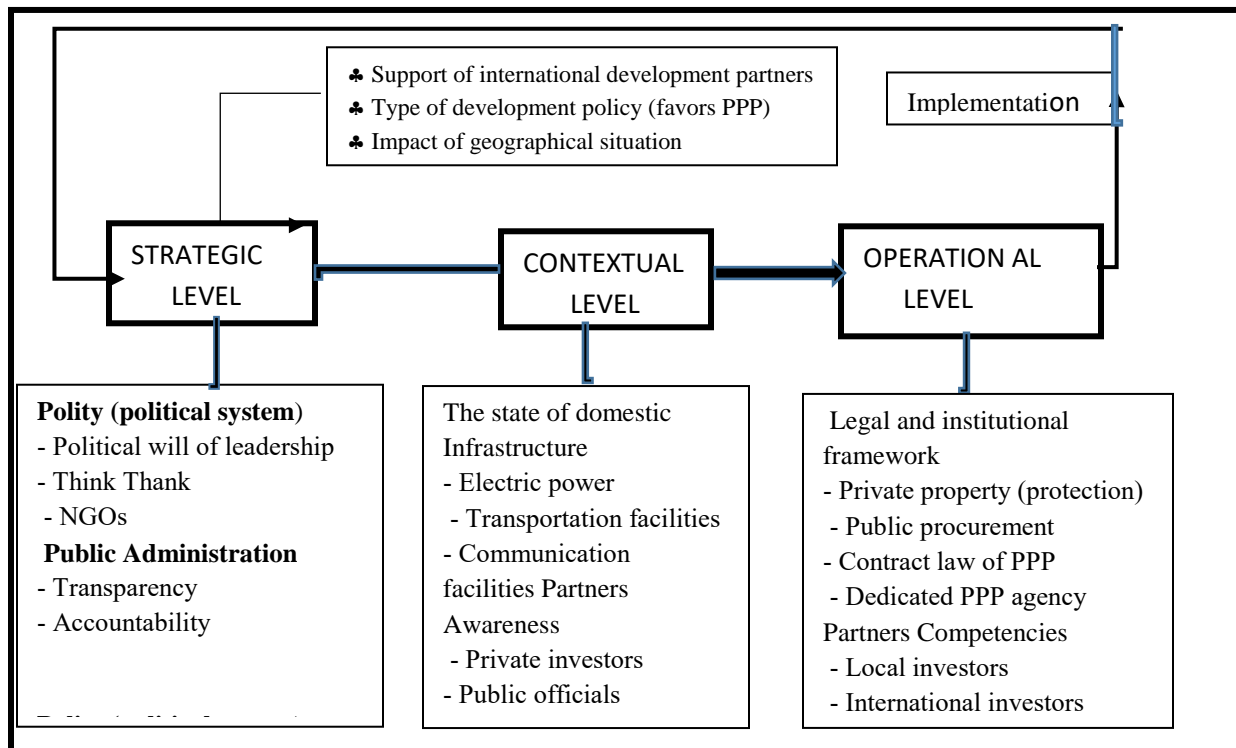 ♣ Support of international development partners
♣ Type of development policy (favors PPP)
♣ Impact of geographical situation
Implementation
STRATEGIC
LEVEL
CONTEXTUAL
LEVEL
OPERATION AL
LEVEL
Polity (political system)
- Political will of leadership
- Think Thank
- NGOs
Public Administration
- Transparency
- Accountability
The state of domestic
Infrastructure
- Electric power
- Transportation facilities
- Communication
facilities Partners
Awareness
- Private investors
- Public officials
Legal and institutional
framework
- Private property (protection)
- Public procurement
- Contract law of PPP
- Dedicated PPP agency
Partners Competencies
- Local investors
- International investors